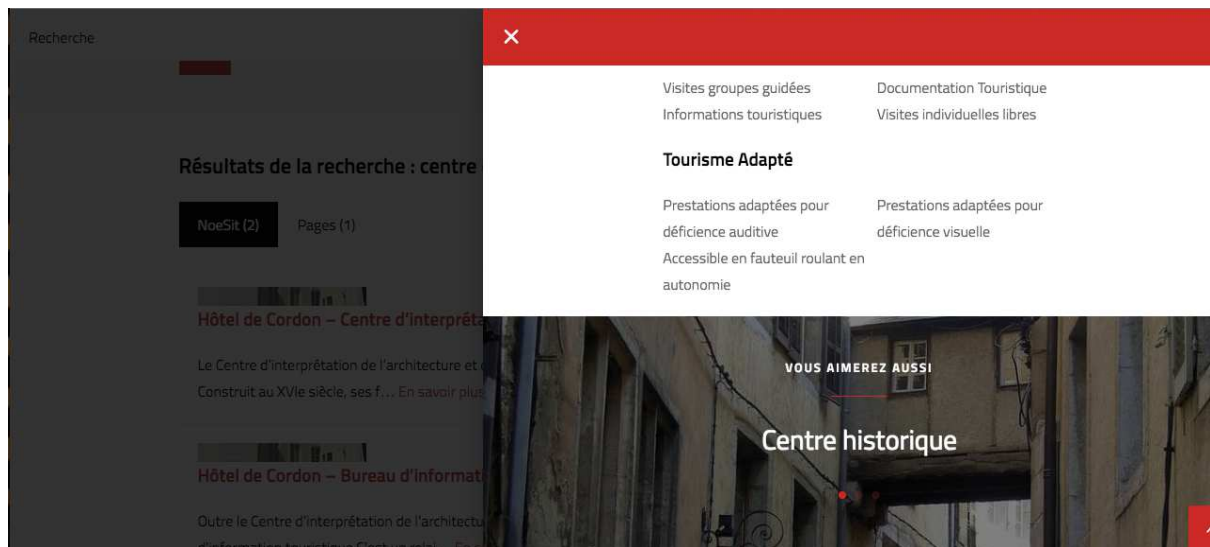 Recherche
Résultats de la recherche : centre
NoeSit (2)
Pages (1)
Hôtel de Cordon – Centre d'interpréta
Le Centre d'interprétation de l'architecture et
Construit au XVIe siècle, ses f… En savoir plus
Hôtel de Cordon – Bureau d'informati
Outre le Centre d'interprétation de l'architectu
d'information touristique
Visites groupes guidées
Documentation Touristique
Informations touristiques
Visites individuelles libres
Tourisme Adapté
Prestations adaptées pour
déficience auditive
Prestations adaptées pour
déficience visuelle
Accessible en fauteuil roulant en
autonomie
VOUS AIMEREZ AUSSI
Centre historique